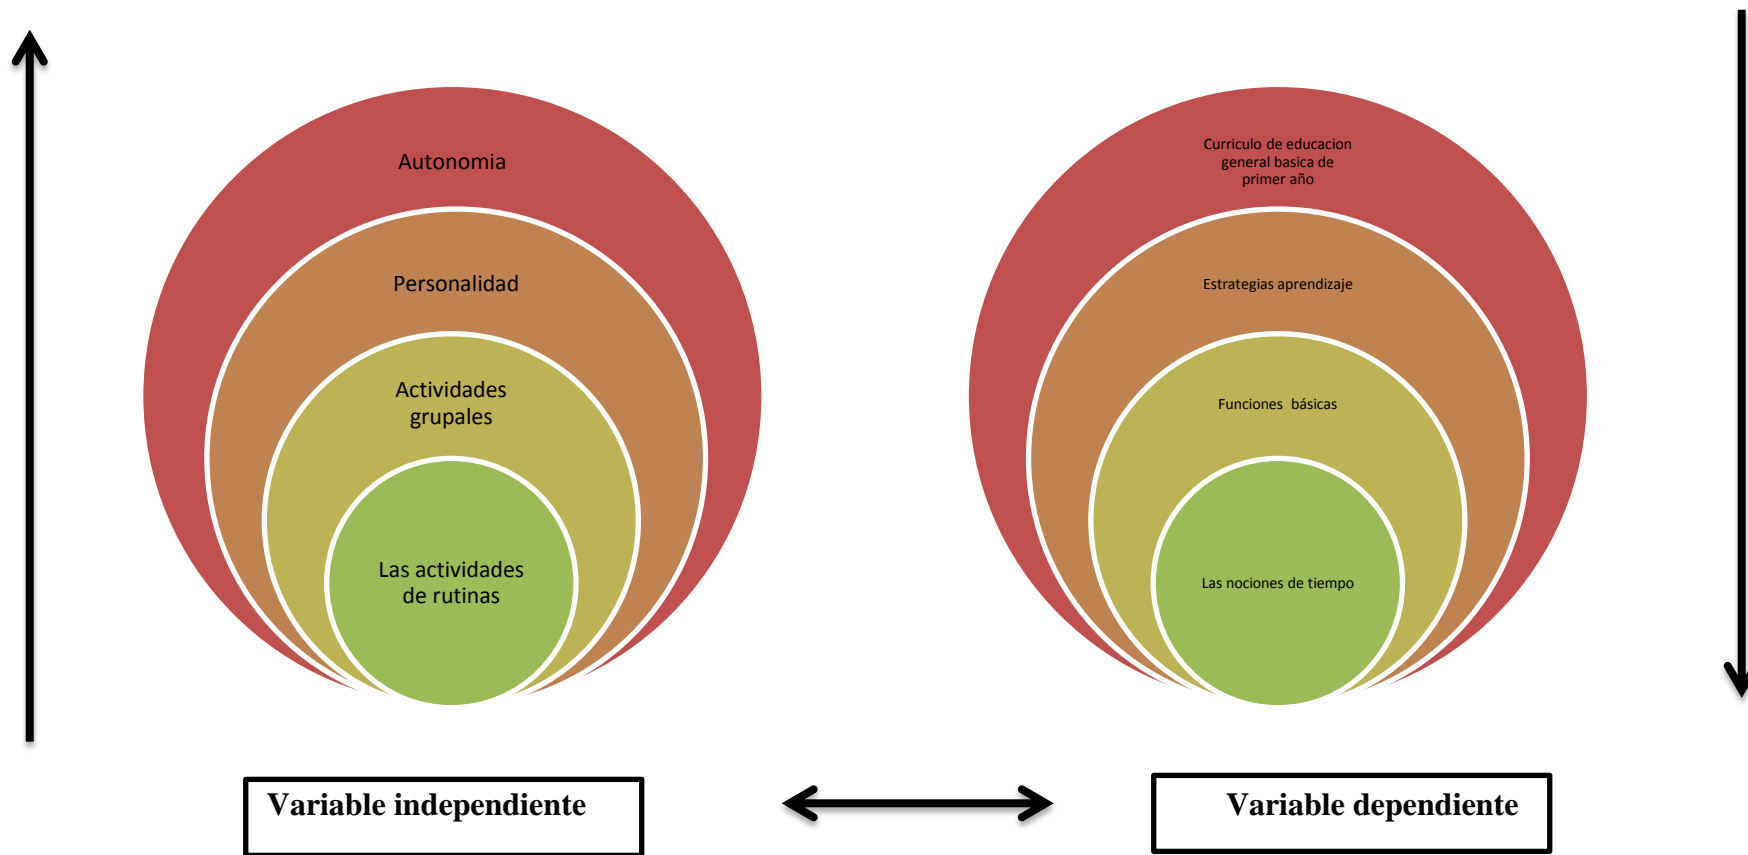 Autonomia
Personalidad
Actividades
grupales
Las actividades
de rutinas
Curriculo de educacion
general basica de
primer año
Estrategias aprendizaje
Funciones básicas
Las nociones de tiempo
Variable independiente
Variable dependiente